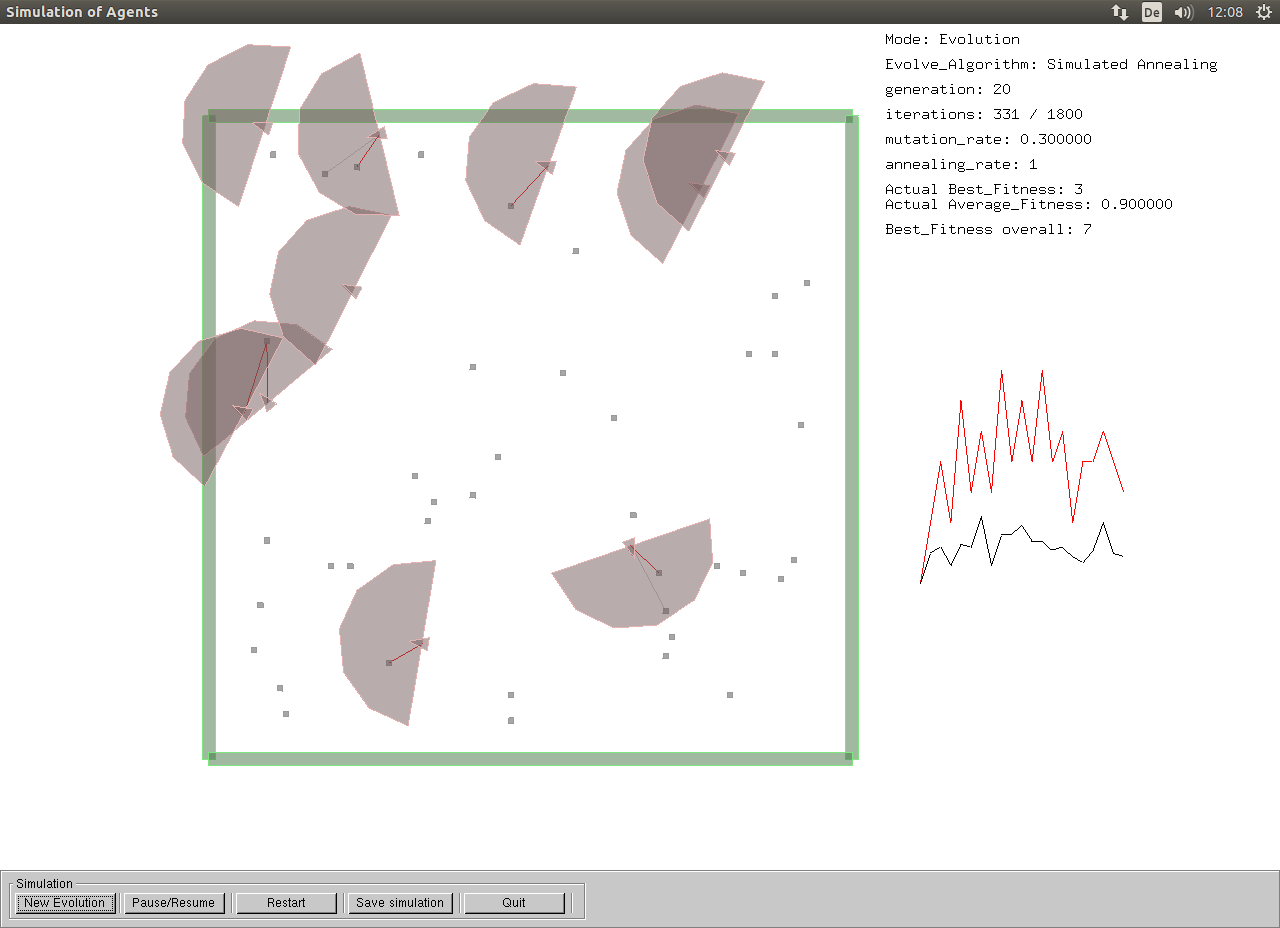 Simulation of Agents
De
12:08
Mode: Evolution
Evolve_Algorithm: Simulated Annealing
generation: 20
iterations: 331 / 1800
mutation_rate: 0.300000
annealing_rate: 1
Actual Best_Fitness: 3
Actual Average_Fitness: 0.900000
Best_Fitness overall: 7
Simulation
New Evolution
Pause/Resume
Restart
Save simulation
Quit